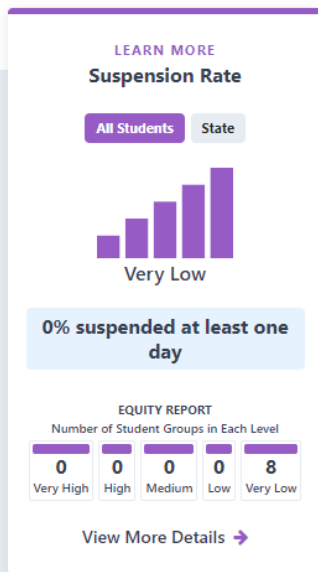 LEARN MORE
Suspension Rate
All Students State
Very Low
0% suspended at least one
day
EQUITY REPORT
Number of Student Groups in Each Level
0 0 0 0 8
Very High High Medium Low Very Low
View More Details →